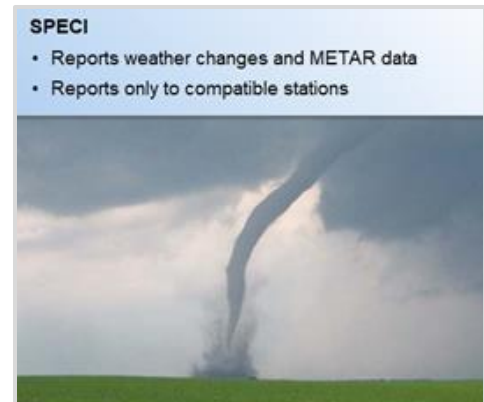 SPECI
• Reports weather changes and METAR data
• Reports only to compatible stations